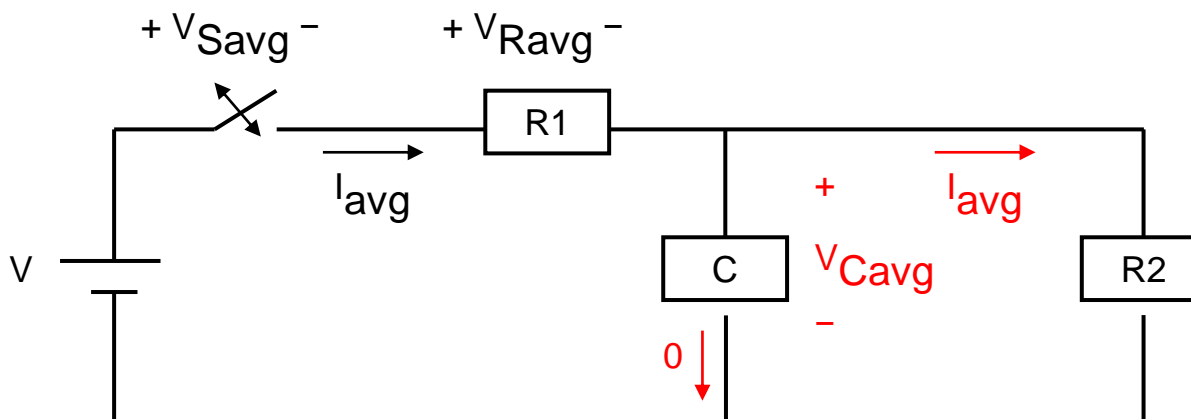 + VSavg −
+ VRavg −
R1
Iavg
+
Iavg
V
C
VCavg
R2
−
0